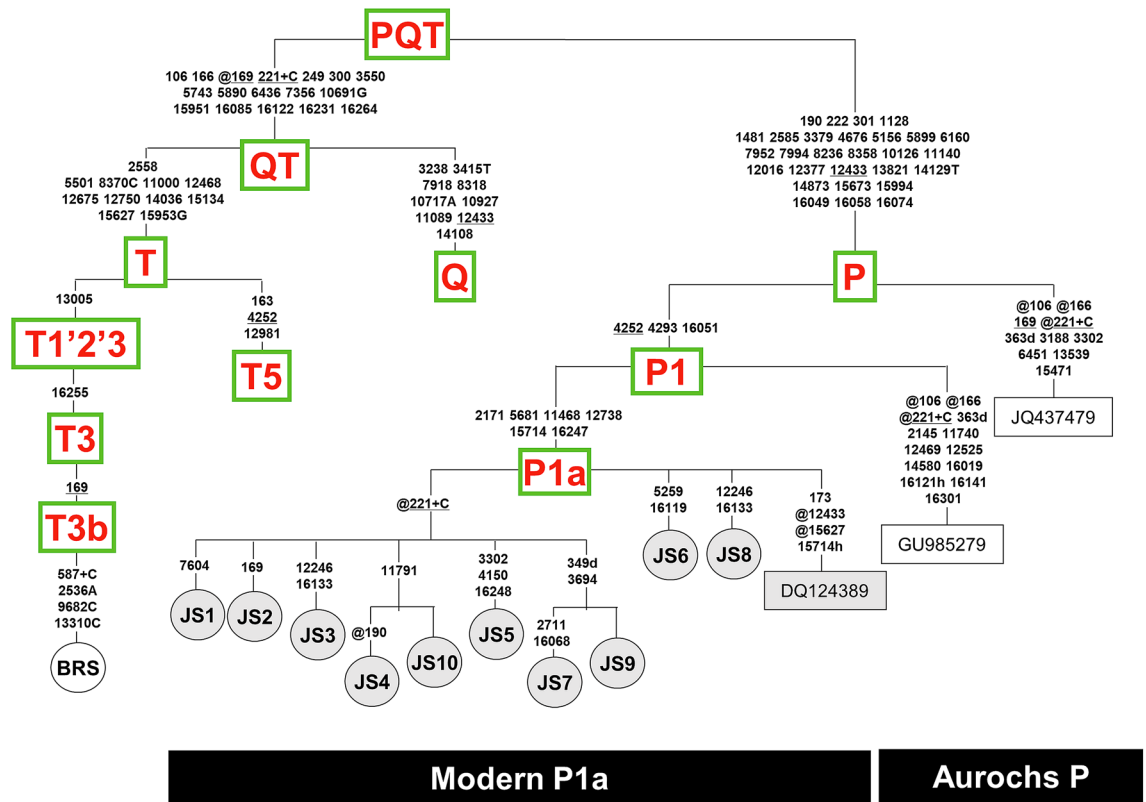 PQT
106 166 @169 221+C 249 300 3550
5743 5890 6436 7356 10691G
15951 16085 16122 16231 16264
190 222 301 1128
1481 2585 3379 4676 5156 5899 6160
7952 7994 8236 8358 10126 11140
12016 12377 12433 13821 14129T
14873 15673 15994
16049 16058 16074
QT
2558
5501 8370C 11000 12468
12675 12750 14036 15134
15627 15953G
3238 3415T
7918 8318
10717A 10927
11089 12433
14108
T
Q
P
13005
163
4252
12981
4252 4293 16051
@106 @166
169 @221+C
363d 3188 3302
6451 13539
15471
T1’2’3
T5
P1
JQ437479
16255
2171 5681 11468 12738
15714 16247
@106 @166
@221+C 363d
2145 11740
12469 12525
14580 16019
16121h 16141
16301
T3
P1a
169
@221+C
5259
16119
12246
16133
173
@12433
@15627
15714h
T3b
JS6
JS8
DQ124389
GU985279
587+C
2536A
9682C
13310C
7604
169
12246
16133
11791
3302
4150
16248
349d
3694
JS1
JS2
JS3
@190
JS5
2711
16068
BRS
JS4
JS10
JS7
JS9
Modern P1a
Aurochs P